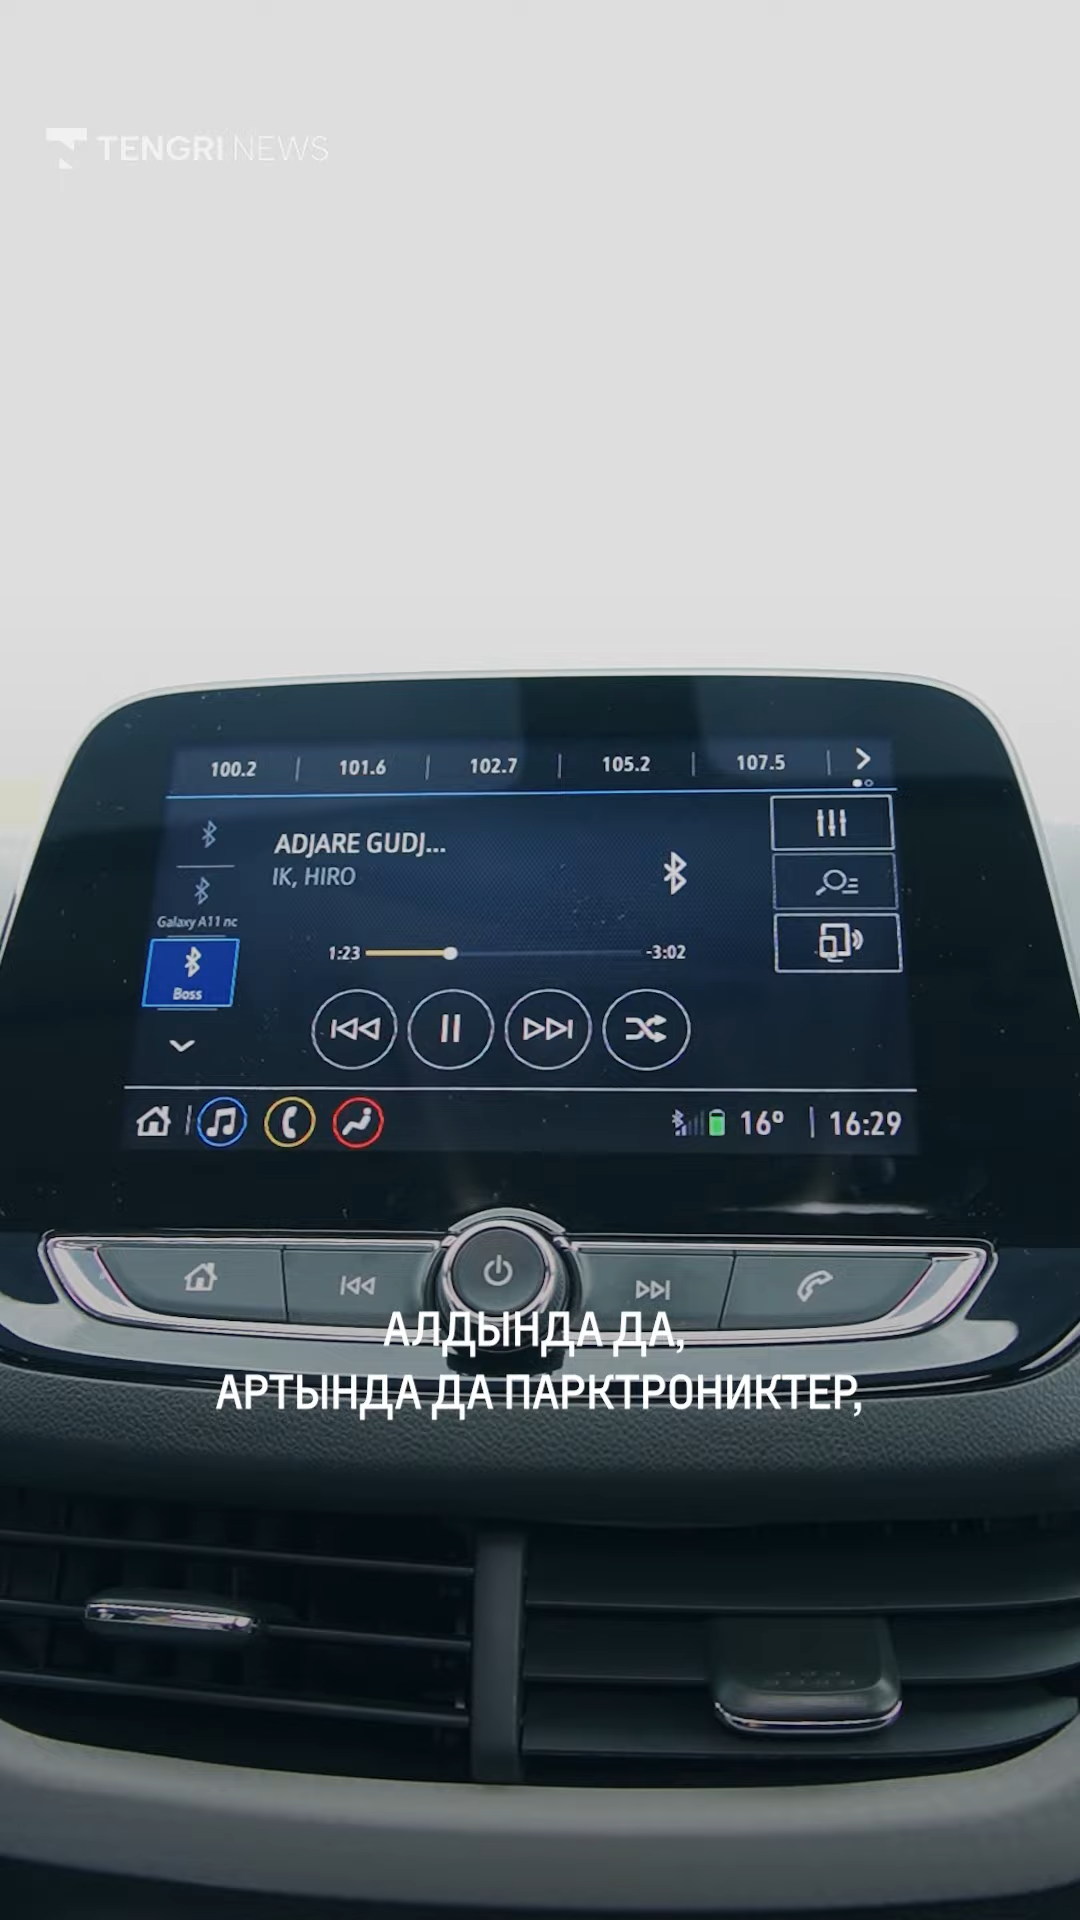 TENGRI NEWS
100.2 | 101.6 | 102.7 | 105.2 | 107.5
ADJARE GUDJ...
IK, HIRO
Galaxy A11 nc
1:23
-3:02
Boss
16° | 16:29
АЛДЫНДА ДА,
АРТЫНДА ДА ПАРКТРОНИКТЕР,